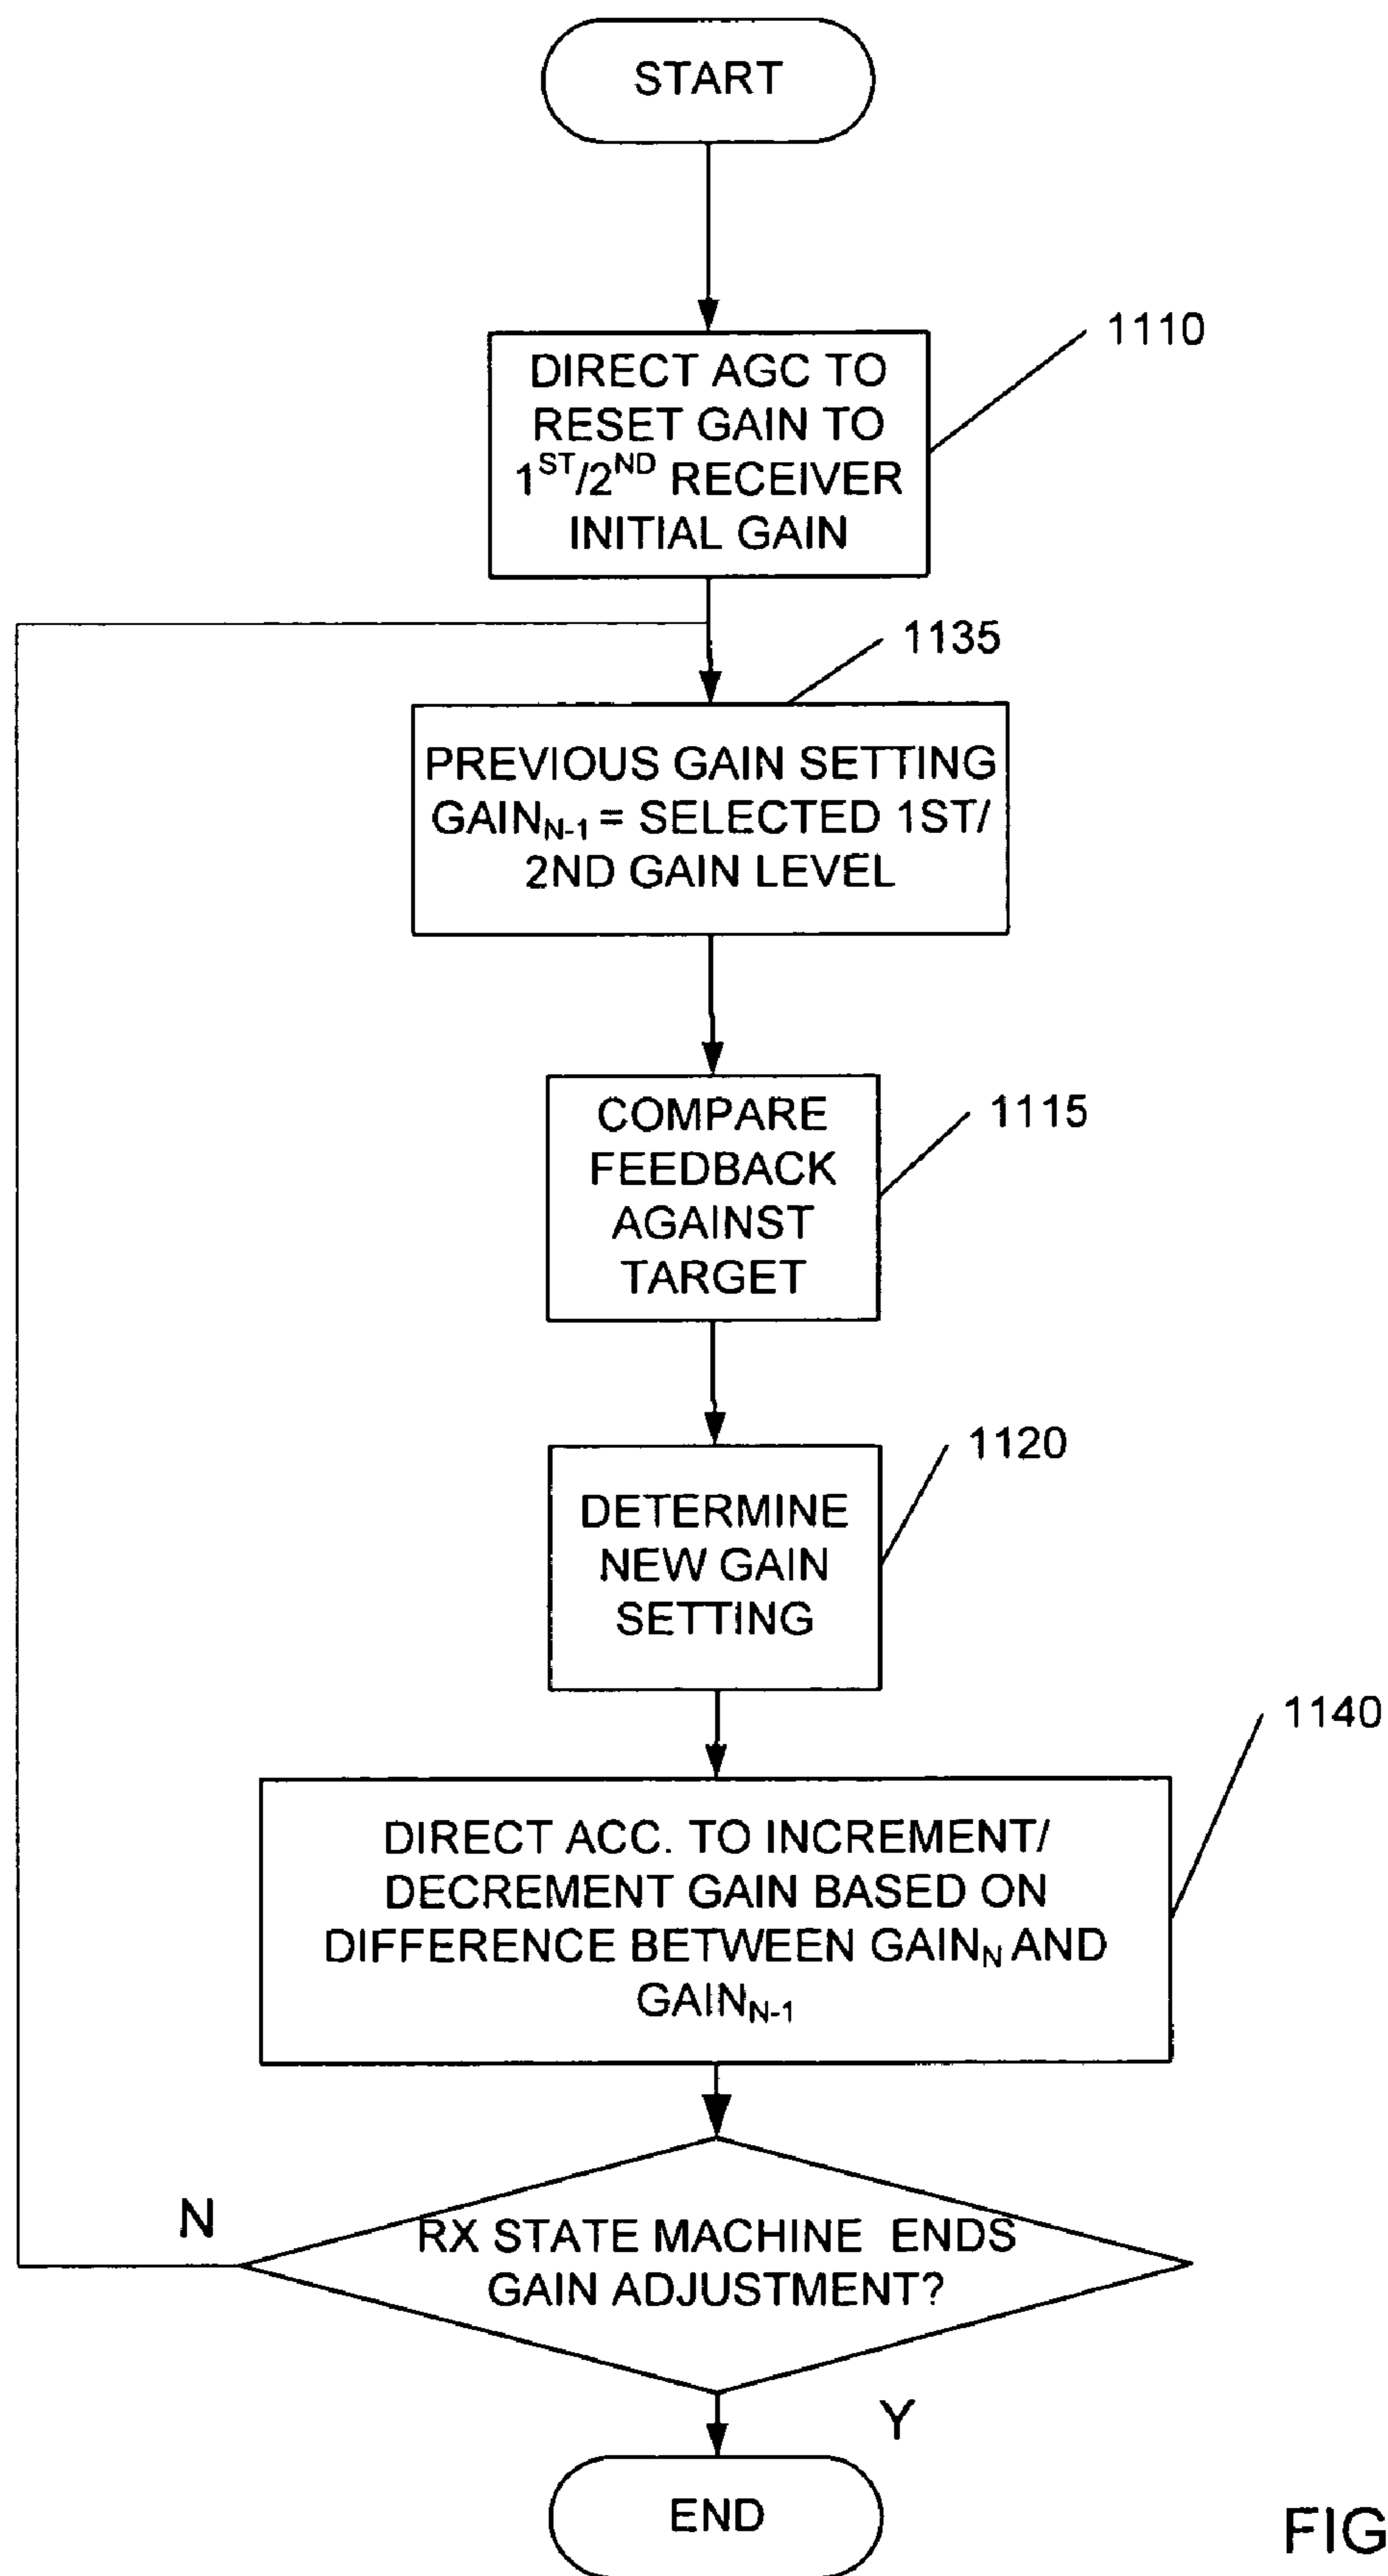 START
1110
DIRECT AGC TO
RESET GAIN TO
1ST/2ND RECEIVER
INITIAL GAIN
1135
PREVIOUS GAIN SETTING
GAINN-1 = SELECTED 1ST/
2ND GAIN LEVEL
1115
COMPARE
FEEDBACK
AGAINST
TARGET
1120
DETERMINE
NEW GAIN
SETTING
1140
DIRECT ACC. TO INCREMENT/
DECREMENT GAIN BASED ON
DIFFERENCE BETWEEN GAINN AND
GAINN-1
N
RX STATE MACHINE ENDS
GAIN ADJUSTMENT?
Y
END
FIG